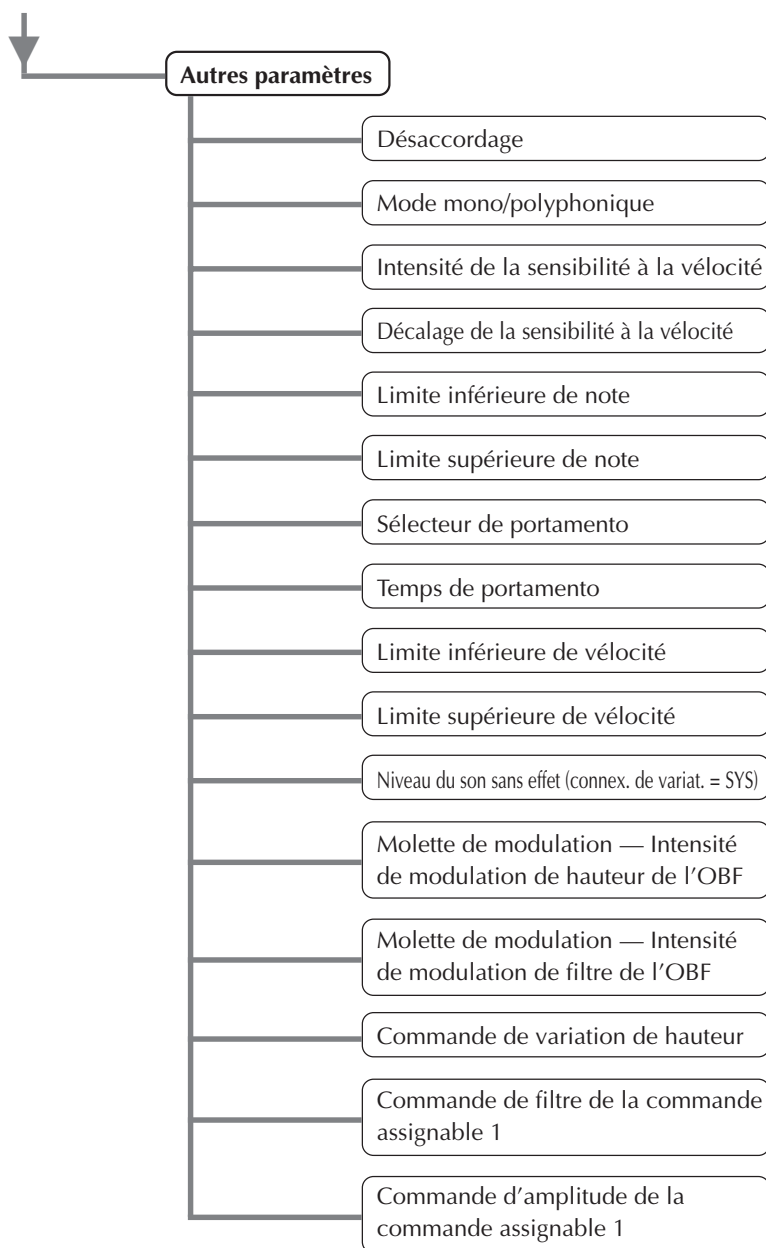 Autres paramètres
Désaccordage
Mode mono/polyphonique
Intensité de la sensibilité à la vélocité
Décalage de la sensibilité à la vélocité
Limite inférieure de note
Limite supérieure de note
Sélecteur de portamento
Temps de portamento
Limite inférieure de vélocité
Limite supérieure de vélocité
Niveau du son sans effet (connex. de variat. = SYS)
Molette de modulation — Intensité
de modulation de hauteur de l’OBF
Molette de modulation — Intensité
de modulation de filtre de l’OBF
Commande de variation de hauteur
Commande de filtre de la commande
assignable 1
Commande d’amplitude de la
commande assignable 1